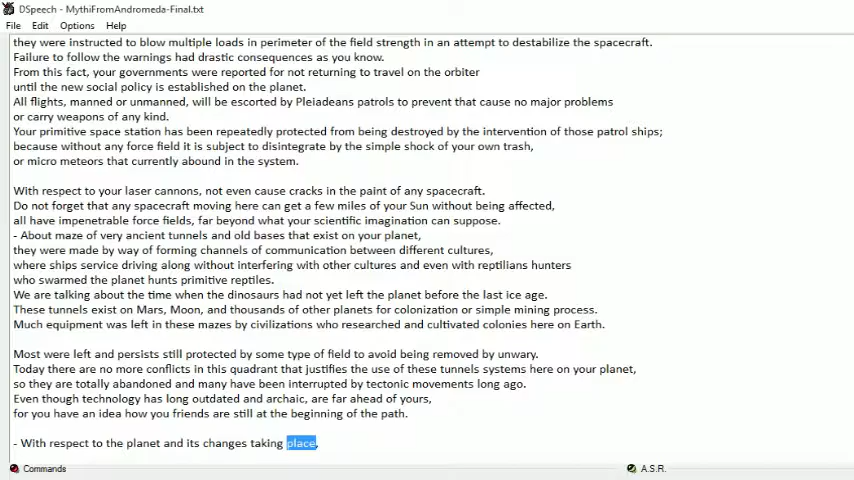 DSpeech - MythiFromAndromeda-Final.txt
File Edit Options Help
they were instructed to blow multiple loads in perimeter of the field strength in an attempt to destabilize the spacecraft.
Failure to follow the warnings had drastic consequences as you know.
From this fact, your governments were reported for not returning to travel on the orbiter
until the new social policy is established on the planet.
All flights, manned or unmanned, will be escorted by Pleiadeans patrols to prevent that cause no major problems
or carry weapons of any kind.
Your primitive space station has been repeatedly protected from being destroyed by the intervention of those patrol ships;
because without any force field it is subject to disintegrate by the simple shock of your own trash,
or micro meteors that currently abound in the system.
With respect to your laser cannons, not even cause cracks in the paint of any spacecraft.
Do not forget that any spacecraft moving here can get a few miles of your Sun without being affected,
all have impenetrable force fields, far beyond what your scientific imagination can suppose.
- About maze of very ancient tunnels and old bases that exist on your planet,
they were made by way of forming channels of communication between different cultures,
where ships service driving along without interfering with other cultures and even with reptilians hunters
who swarmed the planet hunts primitive reptiles.
We are talking about the time when the dinosaurs had not yet left the planet before the last ice age.
These tunnels exist on Mars, Moon, and thousands of other planets for colonization or simple mining process.
Much equipment was left in these mazes by civilizations who researched and cultivated colonies here on Earth.
Most were left and persists still protected by some type of field to avoid being removed by unwary.
Today there are no more conflicts in this quadrant that justifies the use of these tunnels systems here on your planet,
so they are totally abandoned and many have been interrupted by tectonic movements long ago.
Even though technology has long outdated and archaic, are far ahead of yours,
for you have an idea how you friends are still at the beginning of the path.
- With respect to the planet and its changes taking place,
Commands A.S.R.